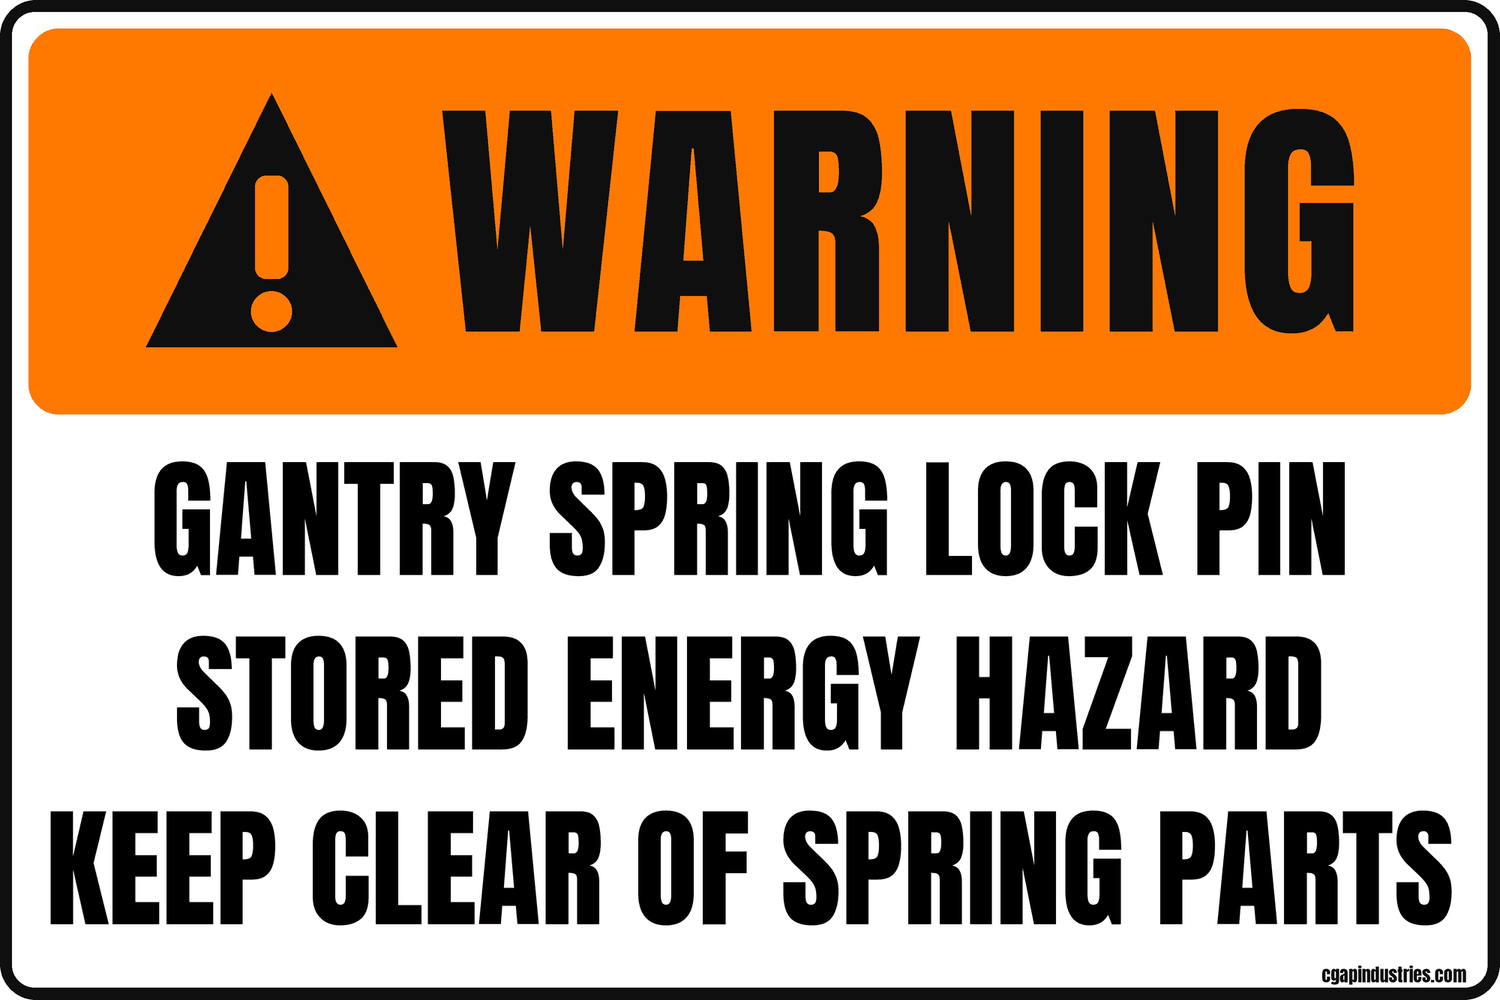 WARNING
GANTRY SPRING LOCK PIN
STORED ENERGY HAZARD
KEEP CLEAR OF SPRING PARTS
cgapindustries.com